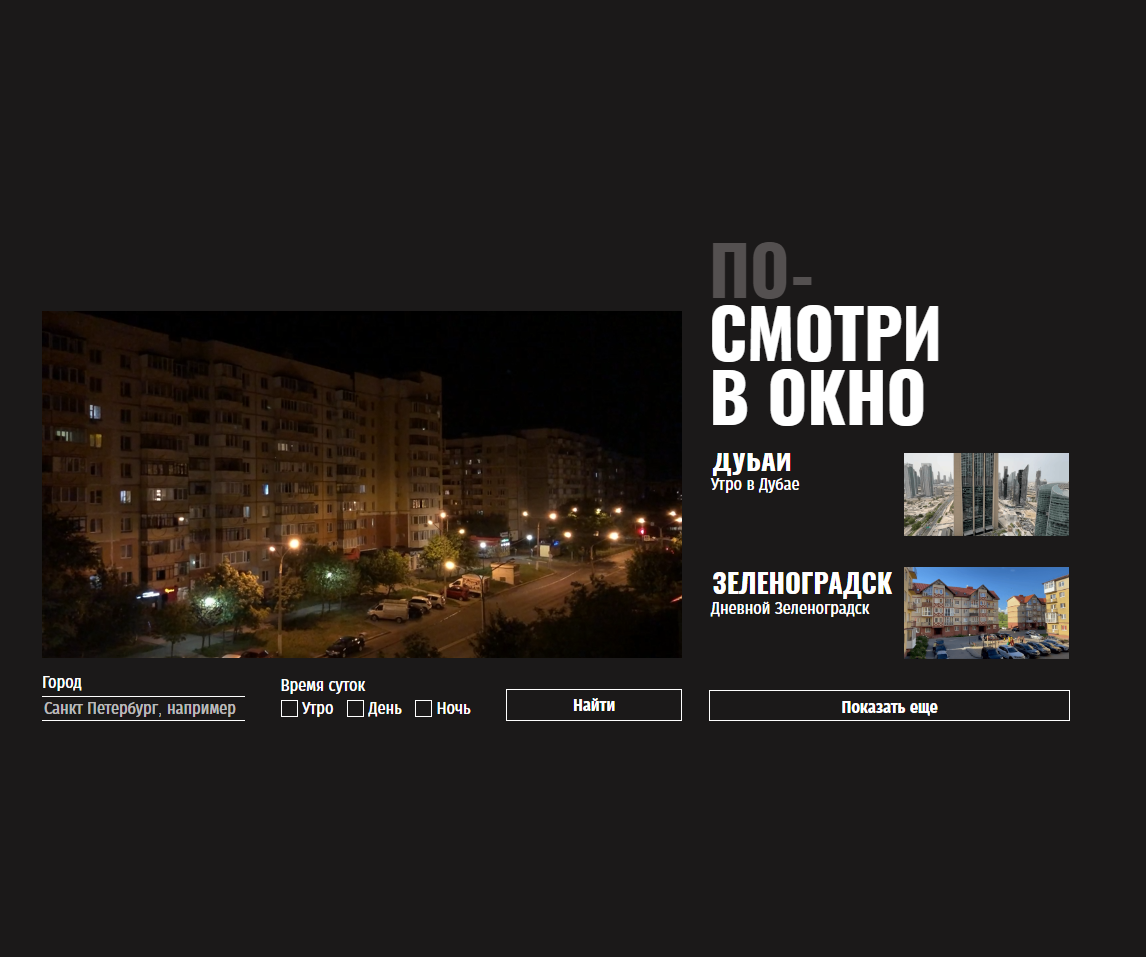 ПО-
СМОТРИ
В ОКНО
ДУБАЙ
Утро в Дубае
ЗЕЛЕНОГРАДСК
Дневной Зеленоградск
Город
Санкт Петербург, например
Время суток
Утро День Ночь
Найти
Показать еще